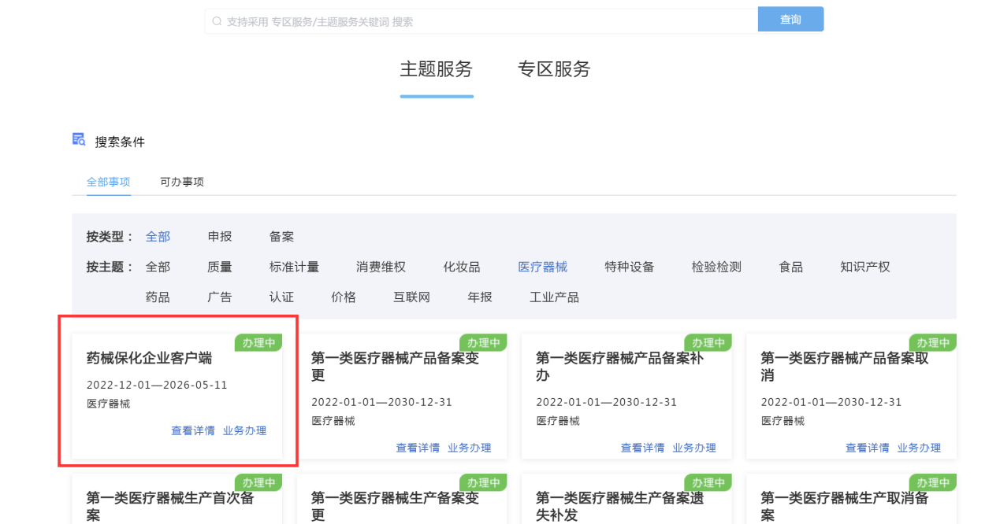 支持采用 专区服务/主题服务关键词 搜索
查询
主题服务 专区服务
搜索条件
全部事项 可办事项
按类型： 全部 申报 备案
按主题： 全部 质量 标准计量 消费维权 化妆品 医疗器械 特种设备 检验检测 食品 知识产权
药品 广告 认证 价格 互联网 年报 工业产品
办理中
药械保化企业客户端
2022-12-01—2026-05-11
医疗器械
查看详情 业务办理
办理中
第一类医疗器械产品备案变
更
2022-01-01—2030-12-31
医疗器械
查看详情 业务办理
办理中
第一类医疗器械产品备案补
办
2022-01-01—2030-12-31
医疗器械
查看详情 业务办理
办理中
第一类医疗器械产品备案取
消
2022-01-01—2030-12-31
医疗器械
查看详情 业务办理
办理中
第一类医疗器械生产首次备
案
办理中
第一类医疗器械生产备案变
更
办理中
第一类医疗器械生产备案遗
失补发
办理中
第一类医疗器械生产取消备
案